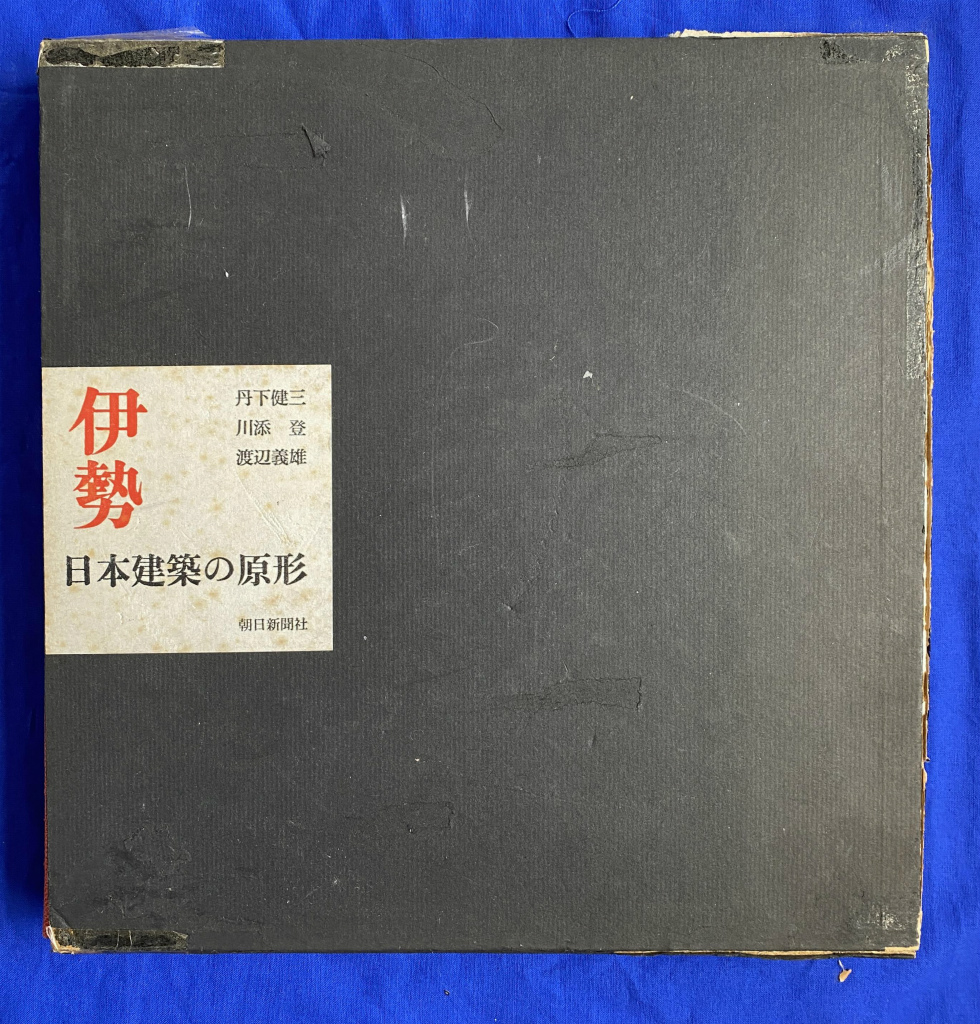 伊勢
丹下健三
川添 登
渡辺義雄
日本建築の原形
朝日新聞社